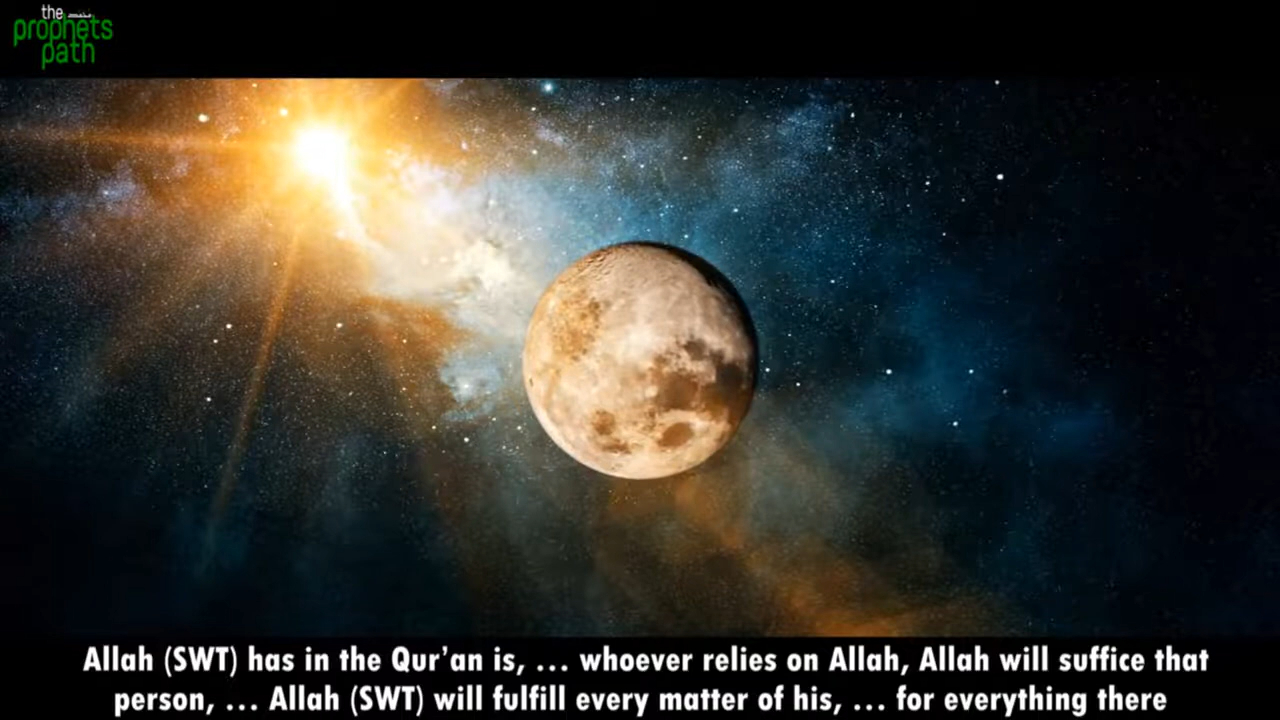 the
prophets
path
Allah (SWT) has in the Qur’an is, ... whoever relies on Allah, Allah will suffice that
person, ... Allah (SWT) will fulfill every matter of his, ... for everything there